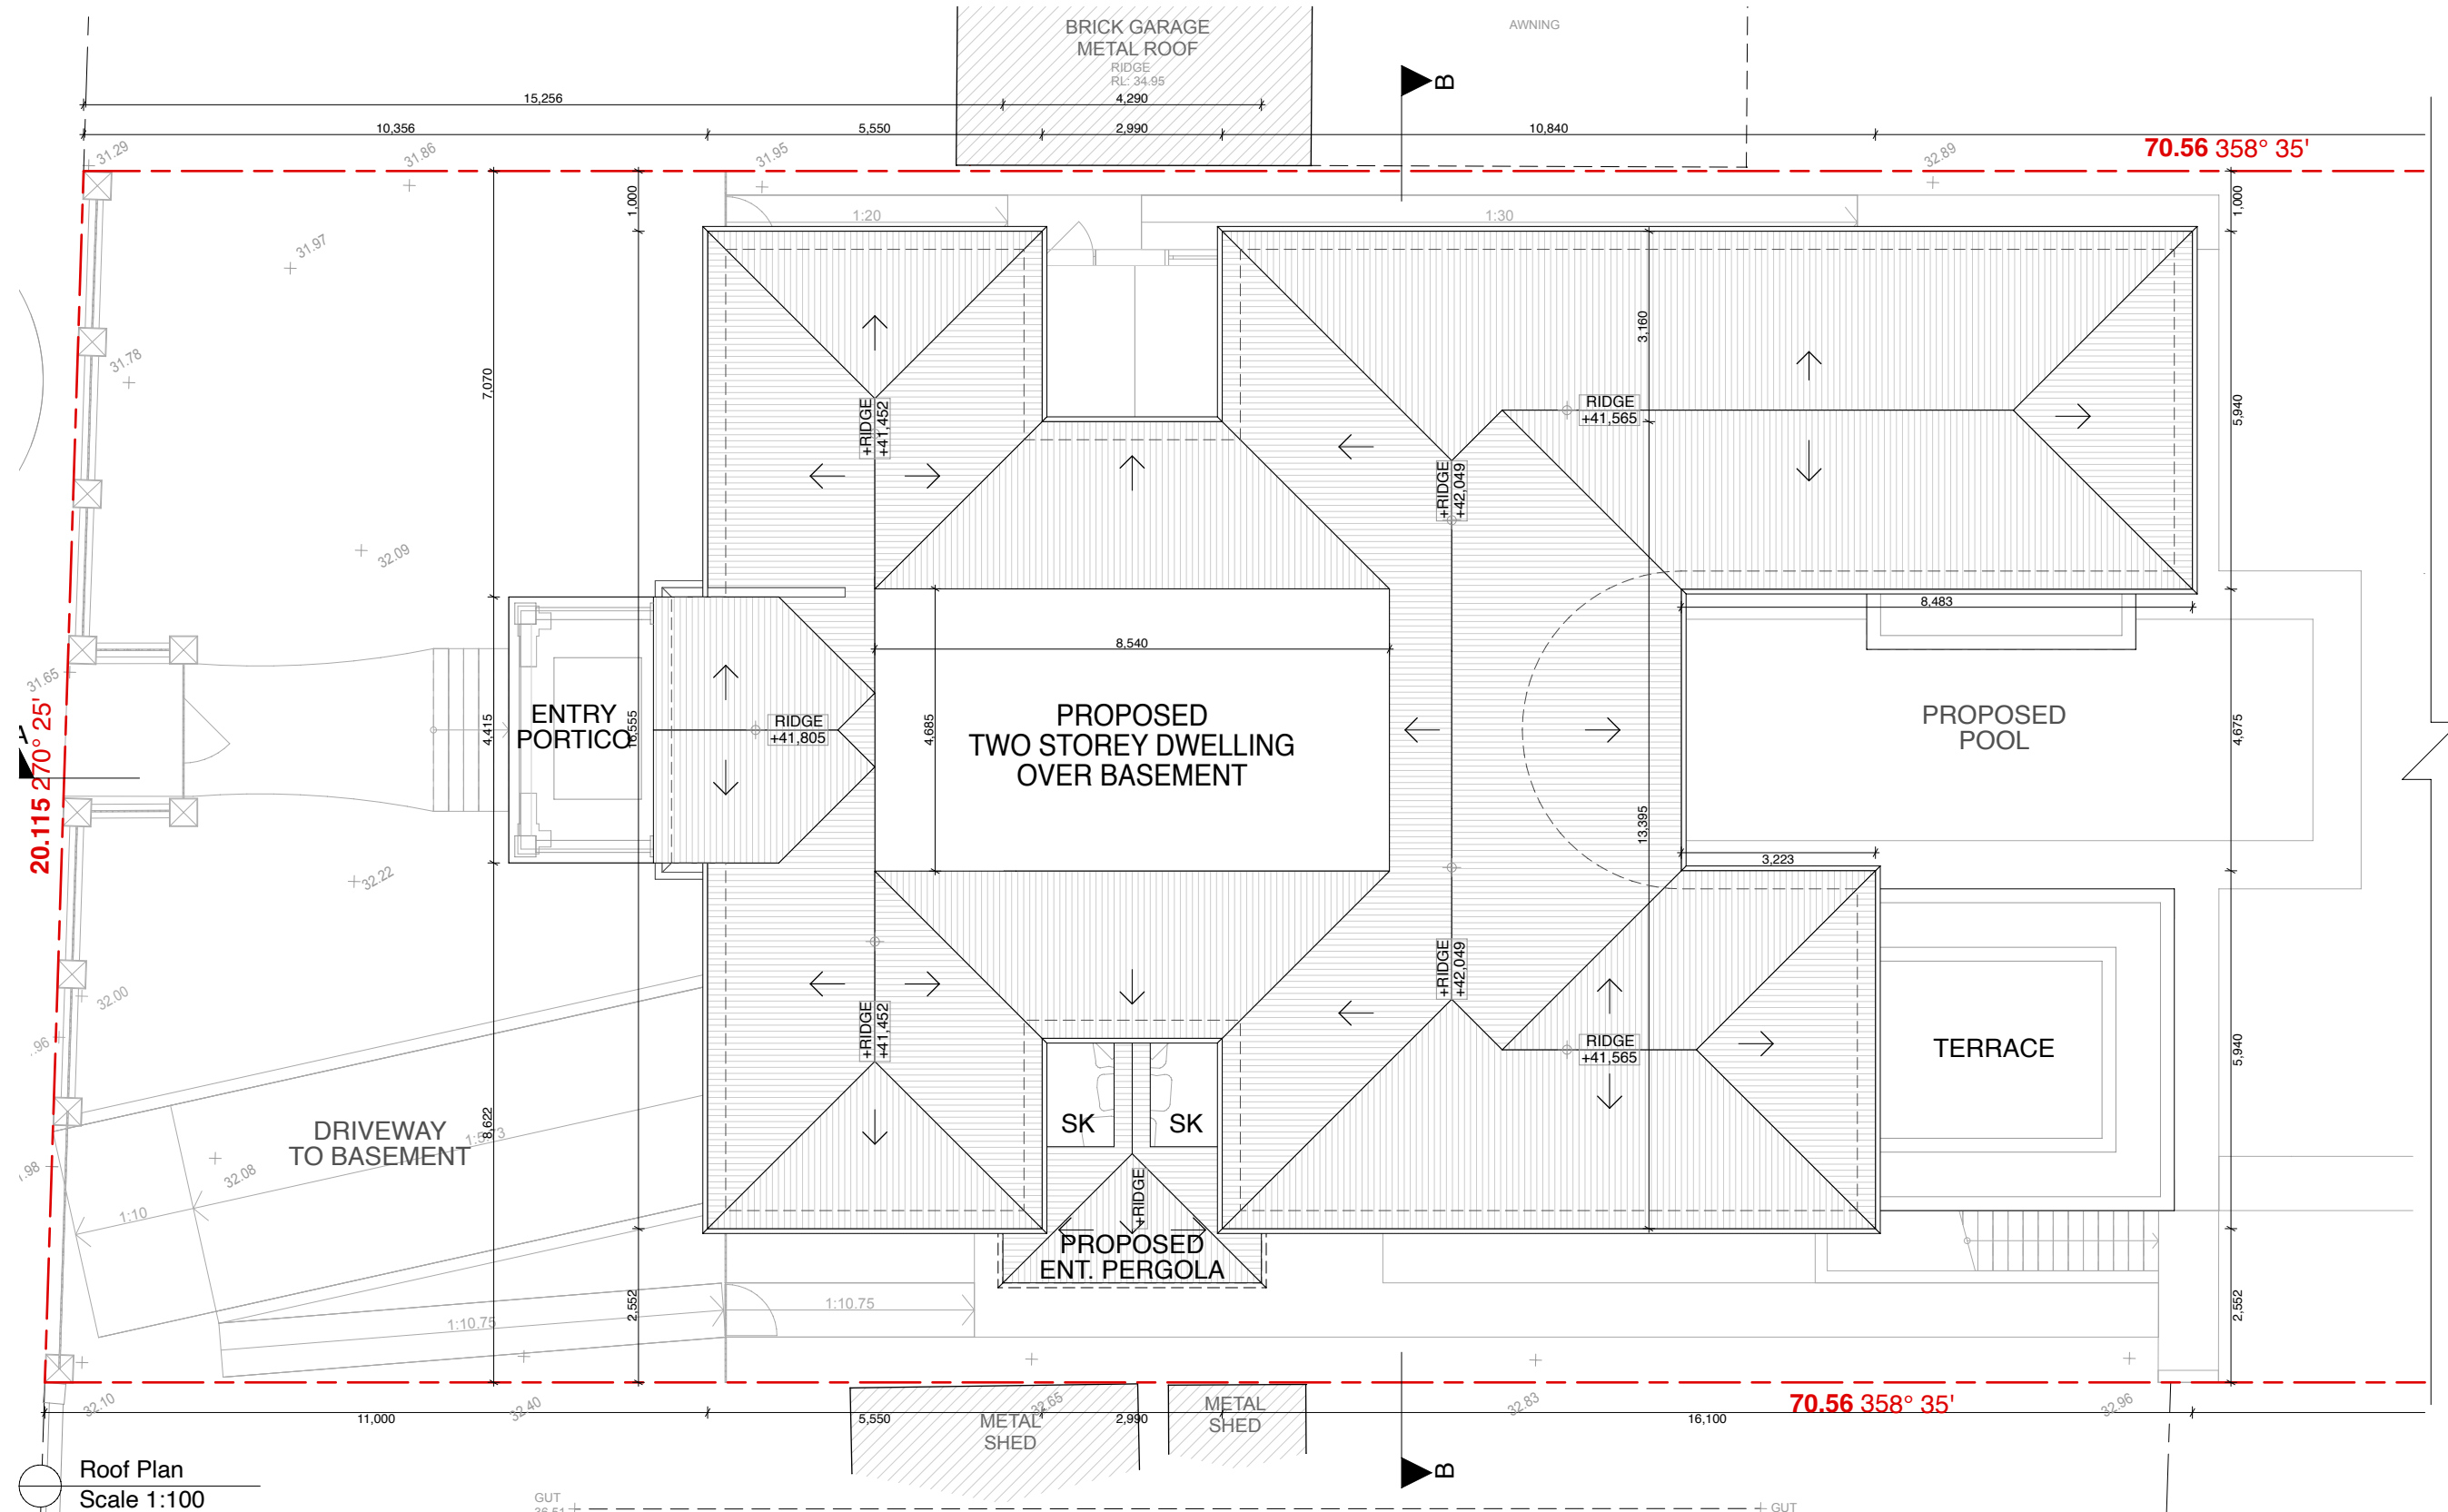 BRICK GARAGE
METAL ROOF
RIDGE
RL: 34.95
AWNING
B
15,256
4,290
10,356
5,550
2,990
10,840
70.56 358° 35'
31.29
31.86
31.95
32.89
1,000
1,000
1:20
1:30
31.97
31.78
7,070
3,160
5,940
+RIDGE
+41,452
RIDGE
+41,565
+RIDGE
+42,049
32.09
8,483
8,540
31.65
20.115 270° 25'
A
4,415
ENTRY
PORTICO
16,555
RIDGE
+41,805
4,685
PROPOSED
TWO STOREY DWELLING
OVER BASEMENT
PROPOSED
POOL
4,675
13,395
3,223
32.22
32.00
.96
+RIDGE
+41,452
+RIDGE
+42,049
RIDGE
+41,565
TERRACE
5,940
DRIVEWAY
TO BASEMENT
8,622
SK
SK
32.08
1:10
+RIDGE
PROPOSED
ENT. PERGOLA
1:10.75
1:10.75
2,552
2,552
32.10
32.40
32.65
32.83
32.96
11,000
5,550
2,990
16,100
METAL
SHED
METAL
SHED
70.56 358° 35'
B
Roof Plan
Scale 1:100
GUT
GUT